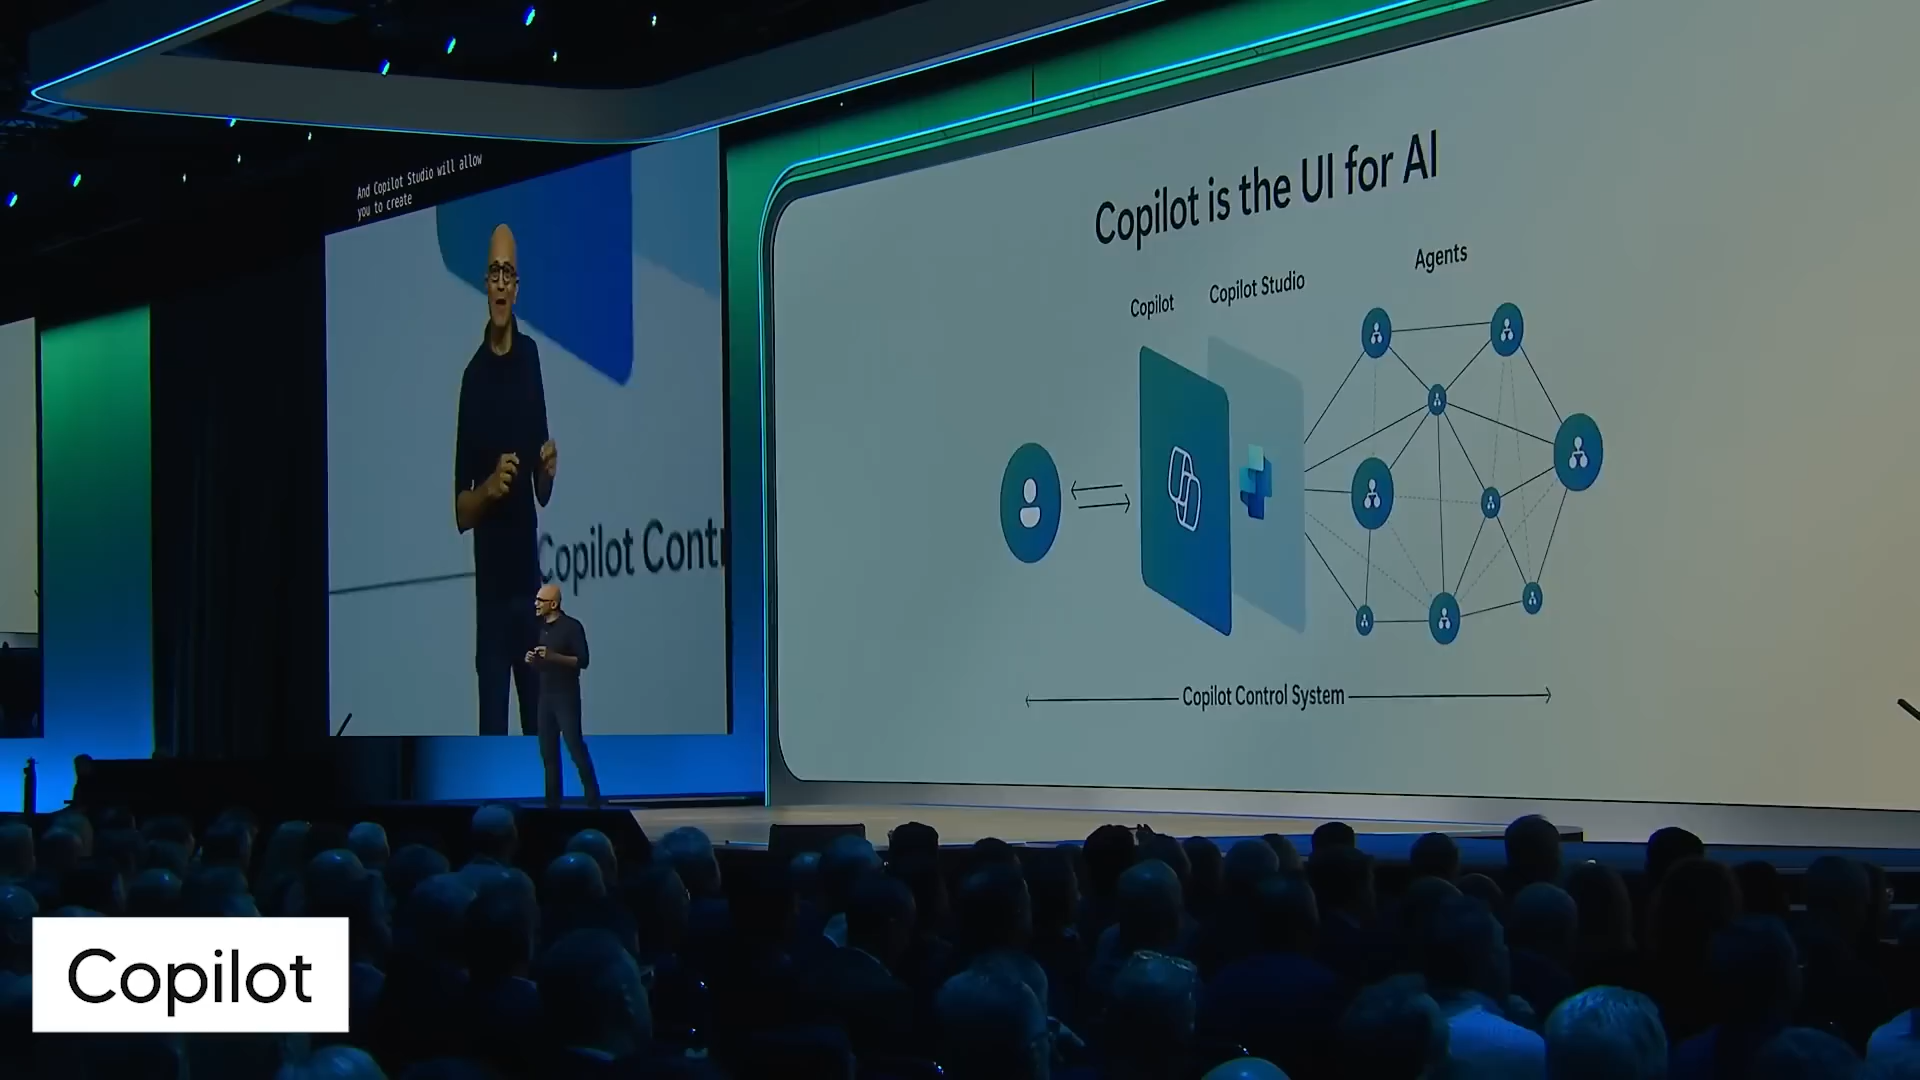 And Copilot Studio will allow
you to create
Copilot Contr
Copilot is the UI for AI
Agents
Copilot
Copilot Studio
Copilot Control System
Copilot